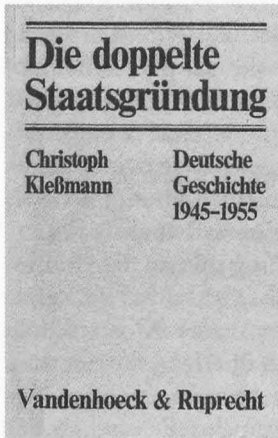 Die doppelte
Staatsgründung
Christoph
Kleßmann
Deutsche
Geschichte
1945–1955
Vandenhoeck & Ruprecht